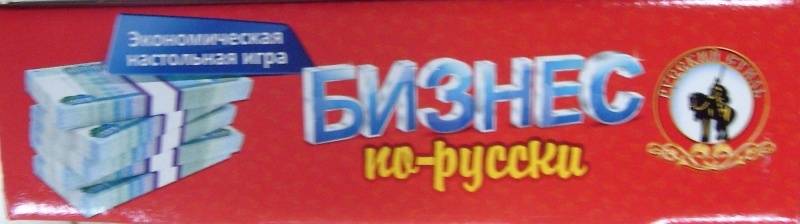 Экономическая
настольная игра
БИЗНЕС
по-русски
РУССКИЙ СТИЛЬ